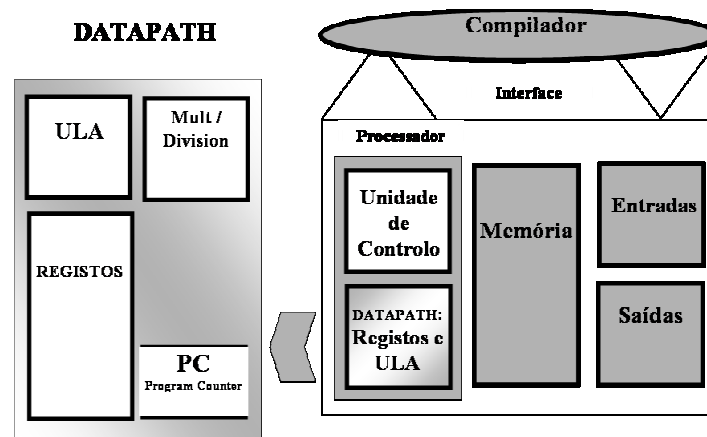 DATAPATH
ULA
Mult /
Division
REGISTOS
PC
Program Counter
Compilador
Interface
Processador
Unidade
de
Controlo
DATAPATH:
Registos e
ULA
Memória
Entradas
Saídas